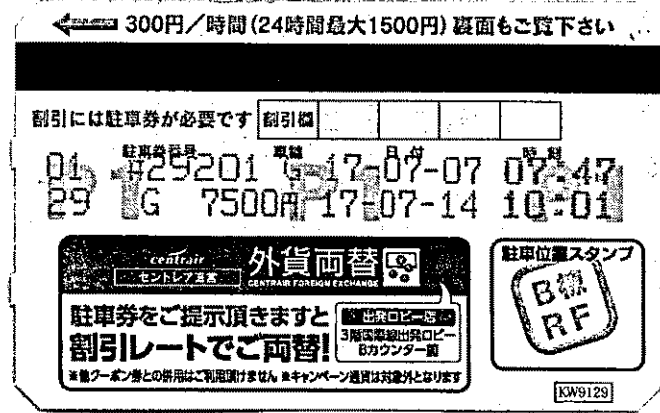 300円／時間(24時間最大1500円) 裏面もご覧下さい
割引には駐車券が必要です 割引欄
駐車券番号 車種 日付 時刻
01 #29201 G 17-07-07 07:47
29 G 7500円 17-07-14 10:01
centrair
セントレア直営
外貨両替
CENTRAIR FOREIGN EXCHANGE
駐車券をご提示頂きますと
割引レートでご両替!
出発ロビー店
3階国際線出発ロビー
Bカウンター前
※他クーポン券との併用はご利用頂けません ※キャンペーン通貨は対象外となります
駐車位置スタンプ
B棟
RF
KW9129